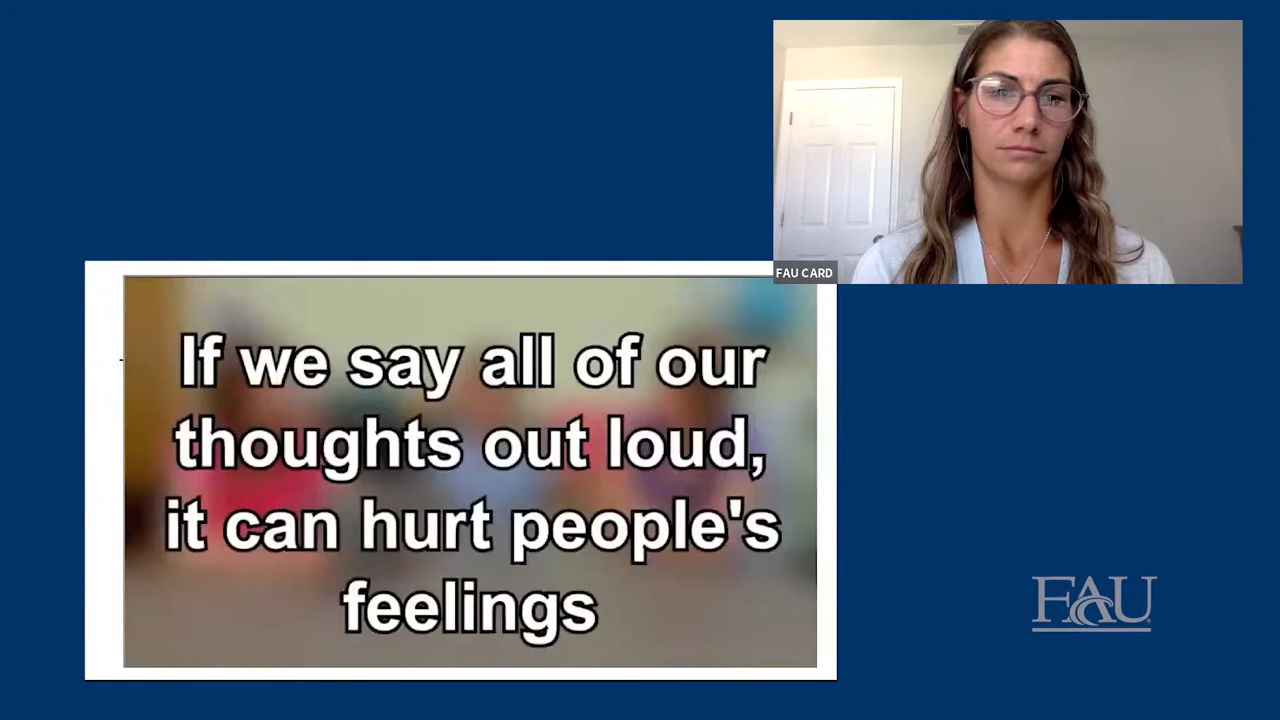 FAU CARD
If we say all of our
thoughts out loud,
it can hurt people's
feelings
FAU